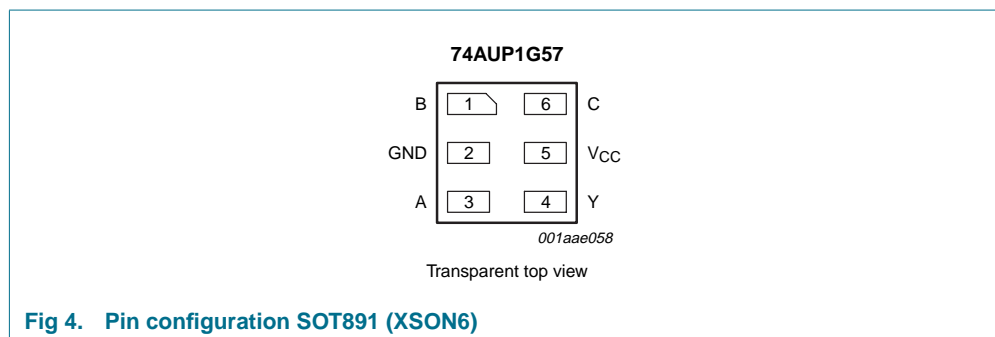 74AUP1G57
B 1 6 C
GND 2 5 VCC
A 3 4 Y
001aae058
Transparent top view
Fig 4. Pin configuration SOT891 (XSON6)